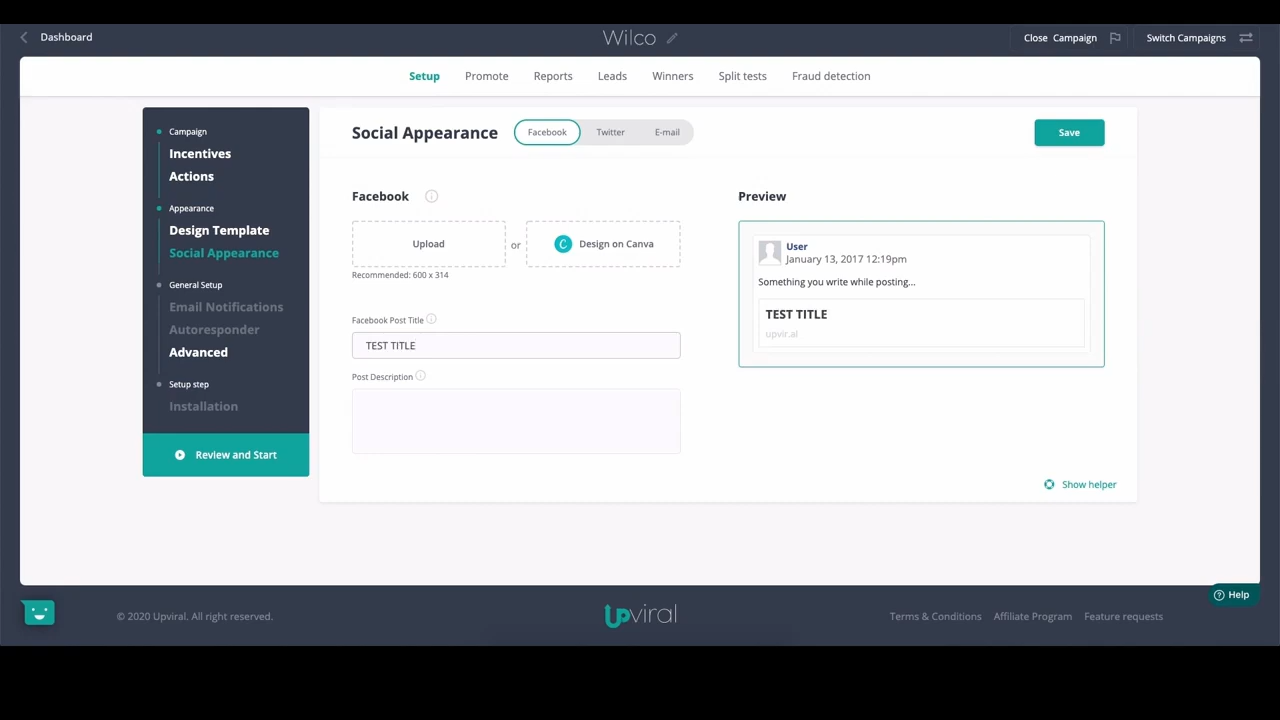 Dashboard
Wilco
Close Campaign
Switch Campaigns
Setup
Promote
Reports
Leads
Winners
Split tests
Fraud detection
Campaign
Incentives
Actions
Appearance
Design Template
Social Appearance
General Setup
Email Notifications
Autoresponder
Advanced
Setup step
Installation
Review and Start
Social Appearance
Facebook
Twitter
E-mail
Save
Facebook
Upload
or
Design on Canva
Recommended: 600 x 314
Facebook Post Title
TEST TITLE
Post Description
Preview
User
January 13, 2017 12:19pm
Something you write while posting...
TEST TITLE
upvir.al
Show helper
Help
© 2020 Upviral. All right reserved.
Upviral
Terms & Conditions
Affiliate Program
Feature requests